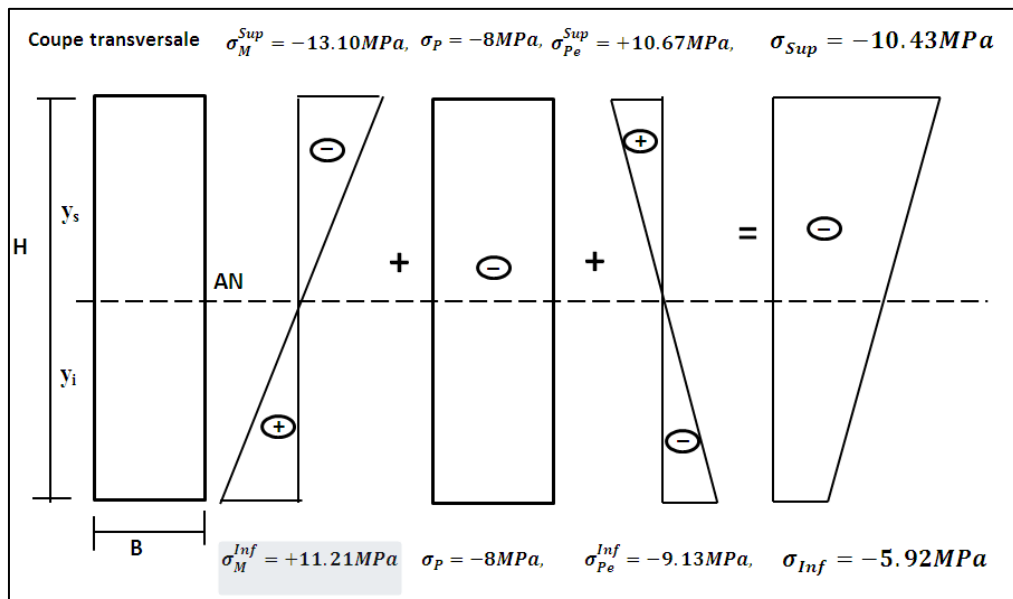 Coupe transversale σ_M^Sup = −13.10MPa, σ_P = −8MPa, σ_Pe^Sup = +10.67MPa, σ_Sup = −10.43MPa
−
+
y_s
−
H
−
+
+
=
AN
y_i
+
−
B
σ_M^Inf = +11.21MPa σ_P = −8MPa, σ_Pe^Inf = −9.13MPa, σ_Inf = −5.92MPa